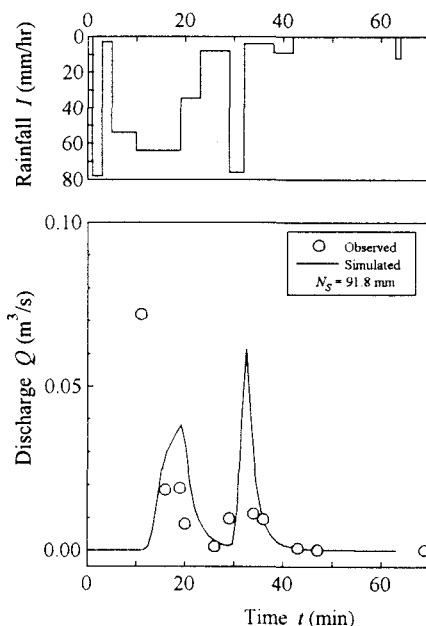 0 20 40 60
Rainfall I (mm/hr)
0
20
40
60
80
Discharge Q (m³/s)
0.10
0.05
0.00
Observed
Simulated
N_S = 91.8 mm
0 20 40 60
Time t (min)